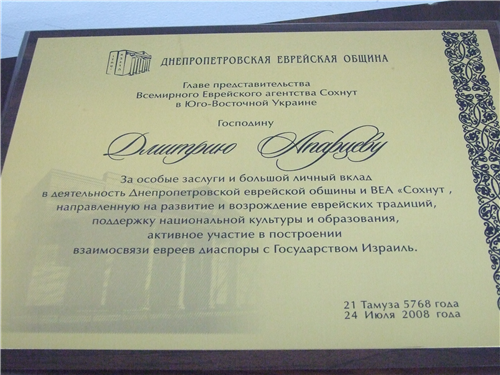 ДНЕПРОПЕТРОВСКАЯ ЕВРЕЙСКАЯ ОБЩИНА
Главе представительства
Всемирного Еврейского агентства Сохнут
в Юго-Восточной Украине
Господину
Дмитрию Апарцеву
За особые заслуги и большой личный вклад
в деятельность Днепропетровской еврейской общины и ВЕА «Сохнут ,
направленную на развитие и возрождение еврейских традиций,
поддержку национальной культуры и образования,
активное участие в построении
взаимосвязи евреев диаспоры с Государством Израиль.
21 Тамуза 5768 года
24 Июля 2008 года